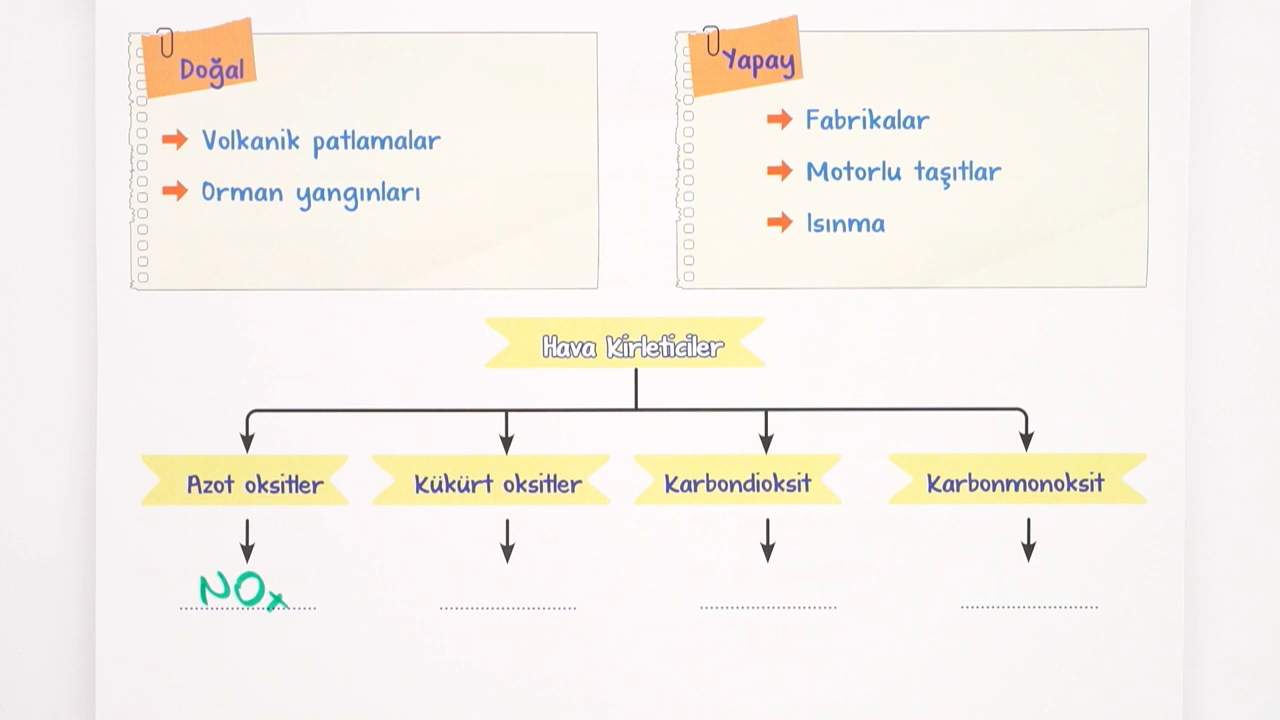 Doğal
Volkanik patlamalar
Orman yangınları
Yapay
Fabrikalar
Motorlu taşıtlar
Isınma
Hava Kirleticiler
Azot oksitler
Kükürt oksitler
Karbondioksit
Karbonmonoksit
NOx